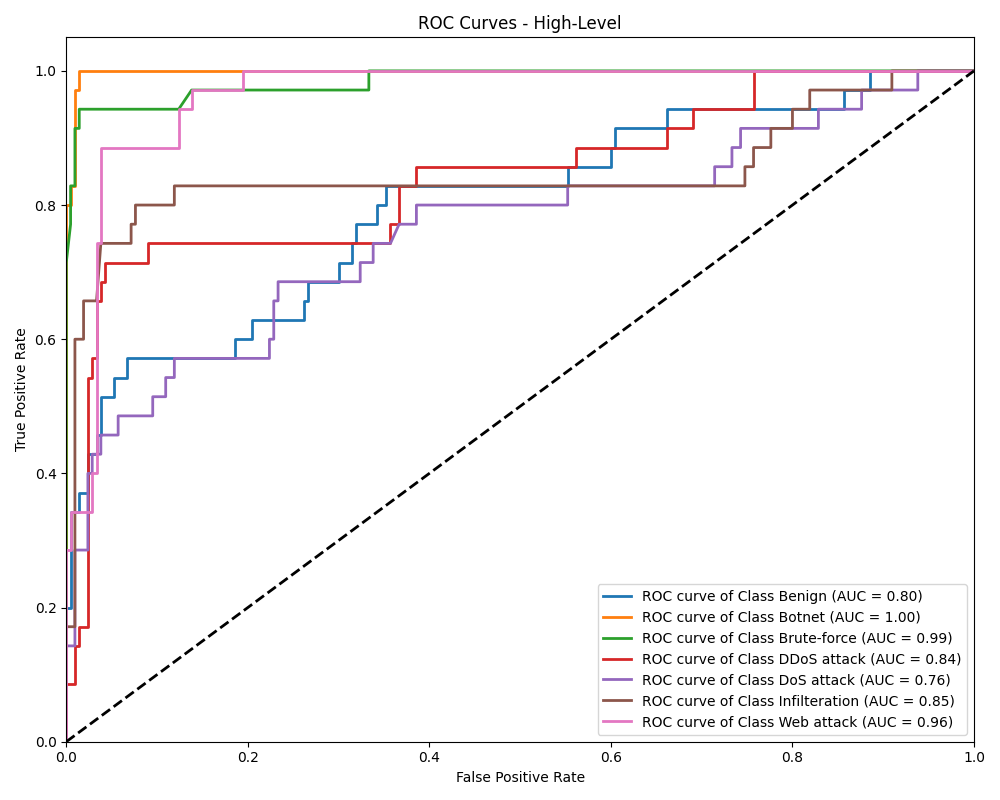 ROC Curves - High-Level
True Positive Rate
1.0
0.8
0.6
0.4
0.2
0.0
0.0 0.2 0.4 0.6 0.8 1.0
False Positive Rate
ROC curve of Class Benign (AUC = 0.80)
ROC curve of Class Botnet (AUC = 1.00)
ROC curve of Class Brute-force (AUC = 0.99)
ROC curve of Class DDoS attack (AUC = 0.84)
ROC curve of Class DoS attack (AUC = 0.76)
ROC curve of Class Infilteration (AUC = 0.85)
ROC curve of Class Web attack (AUC = 0.96)